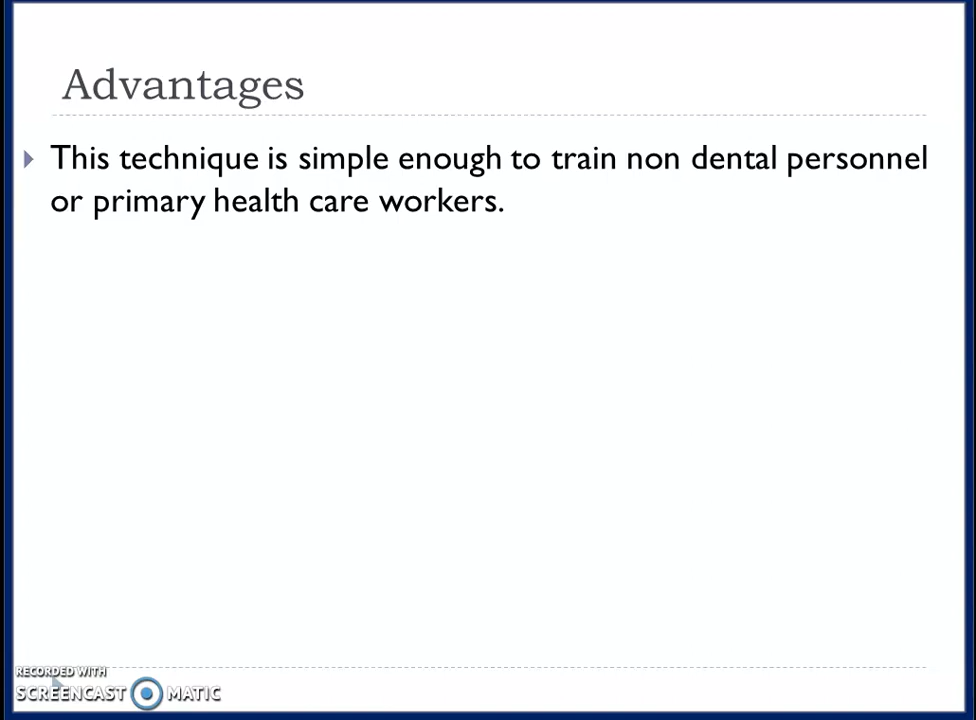 Advantages
This technique is simple enough to train non dental personnel
or primary health care workers.
RECORDED WITH
SCREENCAST MATIC